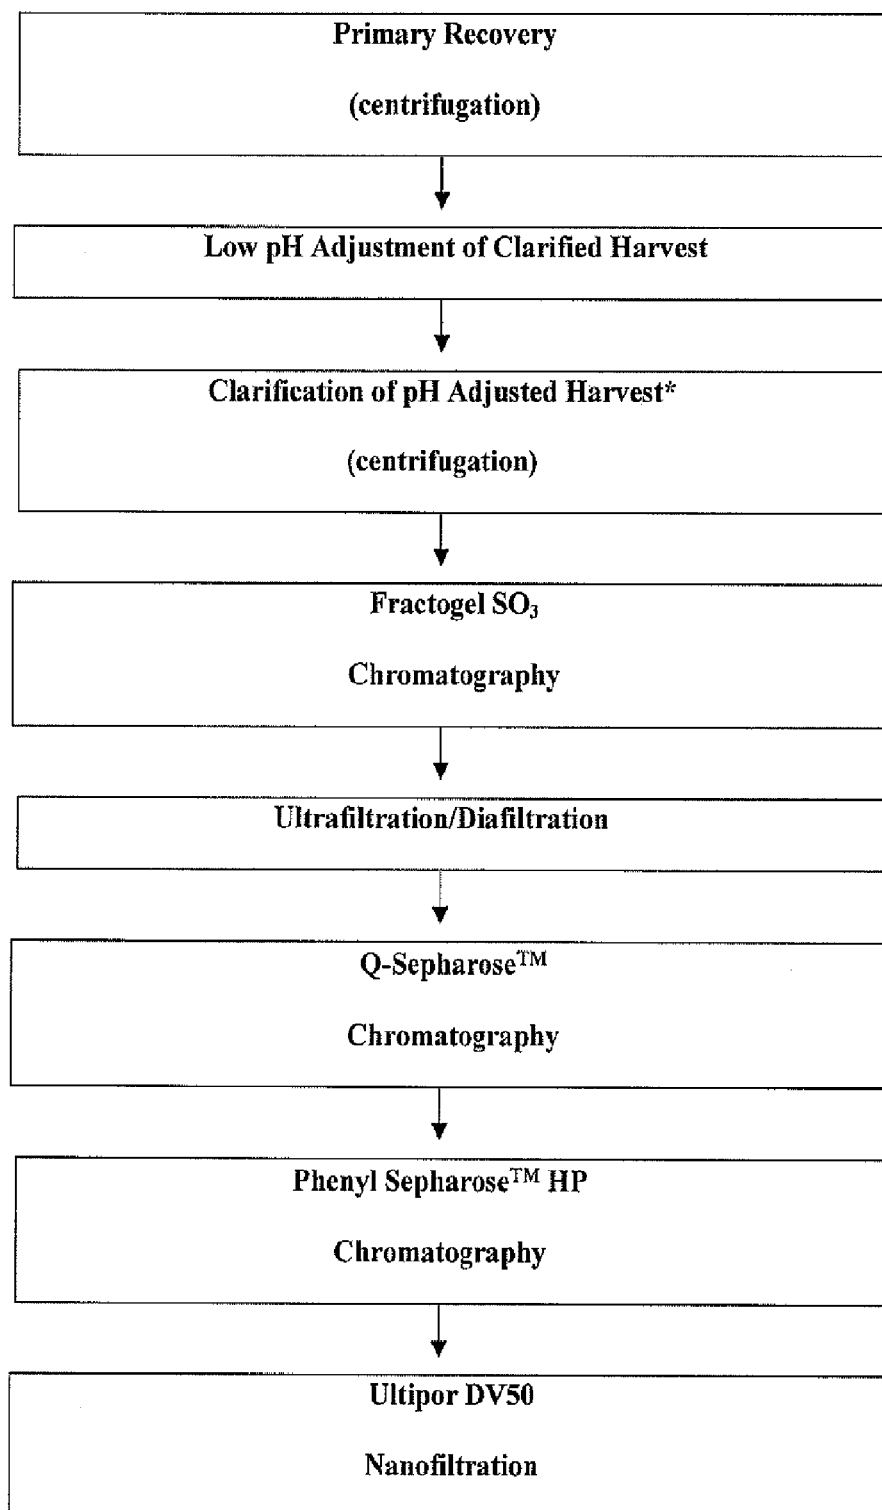 Primary Recovery
(centrifugation)
Low pH Adjustment of Clarified Harvest
Clarification of pH Adjusted Harvest*
(centrifugation)
Fractogel SO₃
Chromatography
Ultrafiltration/Diafiltration
Q-Sepharose™
Chromatography
Phenyl Sepharose™ HP
Chromatography
Ultipor DV50
Nanofiltration